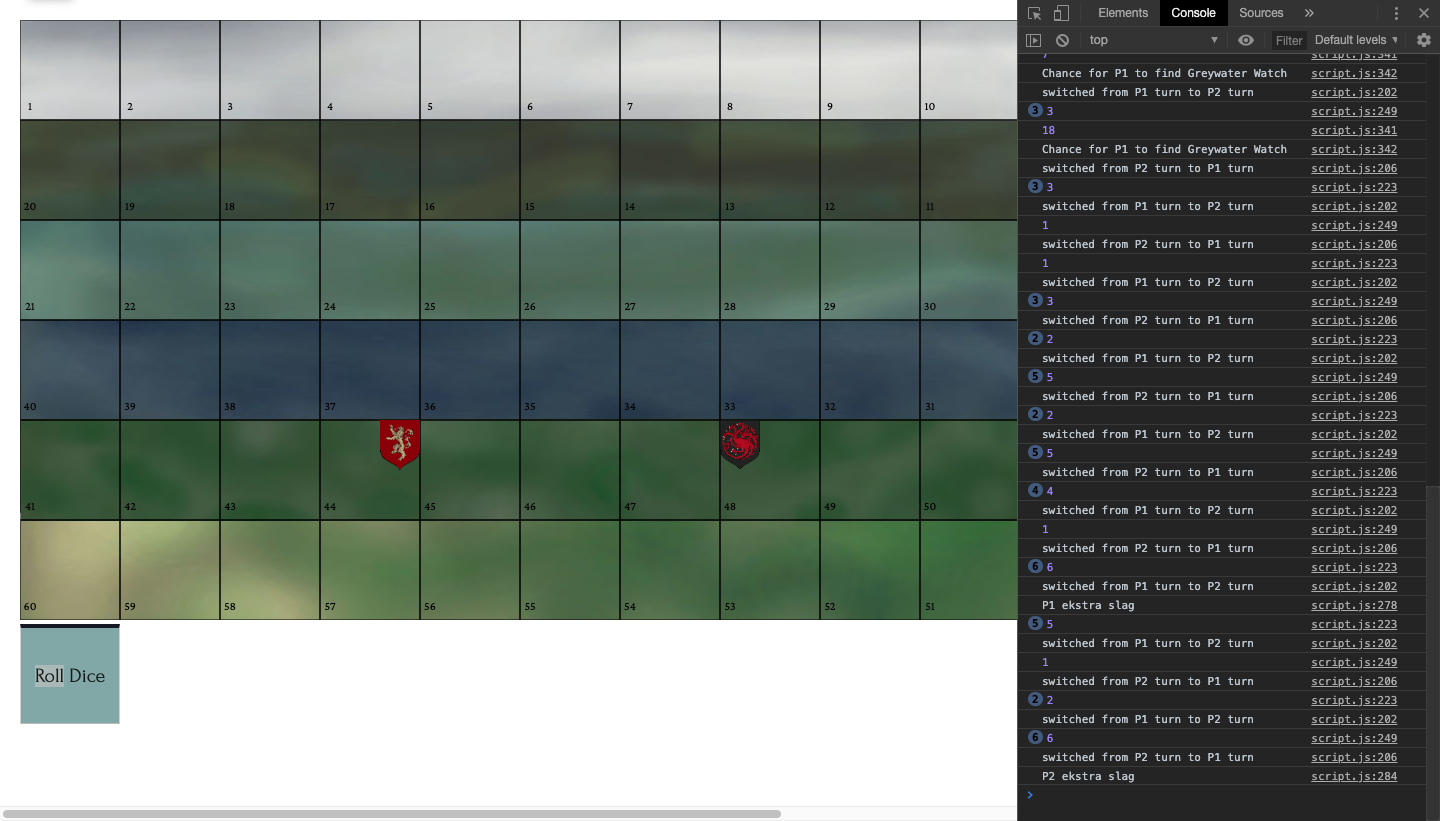 1 2 3 4 5 6 7 8 9 10
20 19 18 17 16 15 14 13 12 11
21 22 23 24 25 26 27 28 29 30
40 39 38 37 36 35 34 33 32 31
41 42 43 44 45 46 47 48 49 50
60 59 58 57 56 55 54 53 52 51
Roll Dice
Elements Console Sources »
top Filter Default levels
7 script.js:341
Chance for P1 to find Greywater Watch script.js:342
switched from P1 turn to P2 turn script.js:202
3 3 script.js:249
18 script.js:341
Chance for P1 to find Greywater Watch script.js:342
switched from P2 turn to P1 turn script.js:206
3 3 script.js:223
switched from P1 turn to P2 turn script.js:202
1 script.js:249
switched from P2 turn to P1 turn script.js:206
1 script.js:223
switched from P1 turn to P2 turn script.js:202
3 3 script.js:249
switched from P2 turn to P1 turn script.js:206
2 2 script.js:223
switched from P1 turn to P2 turn script.js:202
5 5 script.js:249
switched from P2 turn to P1 turn script.js:206
2 2 script.js:223
switched from P1 turn to P2 turn script.js:202
5 5 script.js:249
switched from P2 turn to P1 turn script.js:206
4 4 script.js:223
switched from P1 turn to P2 turn script.js:202
1 script.js:249
switched from P2 turn to P1 turn script.js:206
6 6 script.js:223
switched from P1 turn to P2 turn script.js:202
P1 ekstra slag script.js:278
5 5 script.js:223
switched from P1 turn to P2 turn script.js:202
1 script.js:249
switched from P2 turn to P1 turn script.js:206
2 2 script.js:223
switched from P1 turn to P2 turn script.js:202
6 6 script.js:249
switched from P2 turn to P1 turn script.js:206
P2 ekstra slag script.js:284